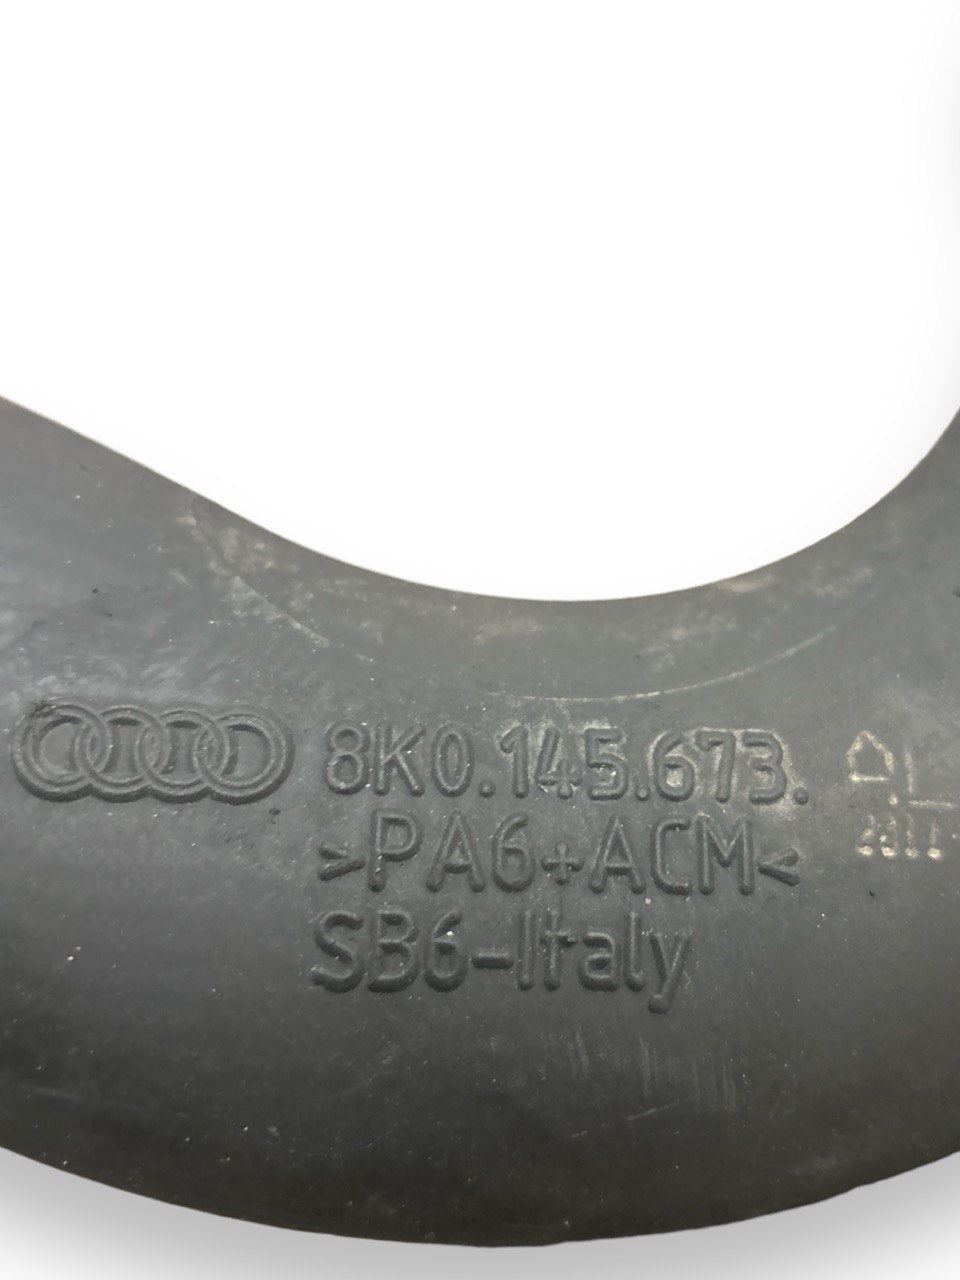 8K0.145.673.
>PA6+ACM<
SB6-Italy